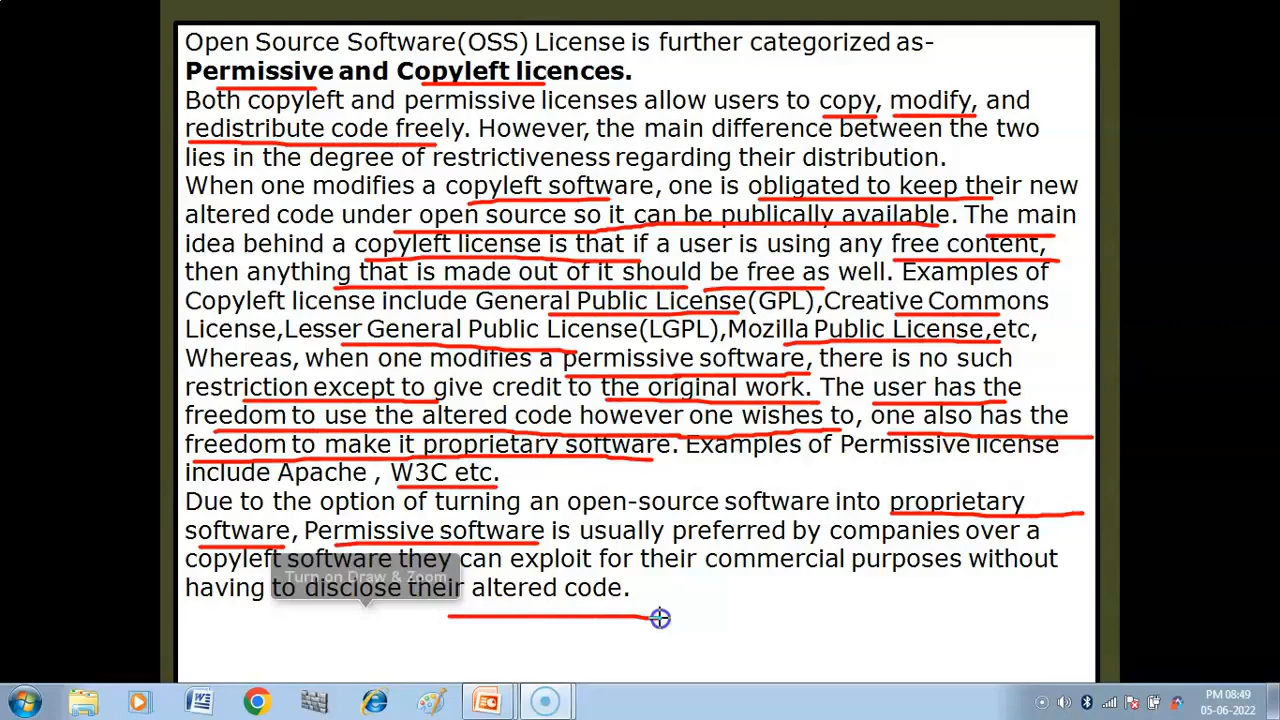 Open Source Software(OSS) License is further categorized as-
Permissive and Copyleft licences.
Both copyleft and permissive licenses allow users to copy, modify, and
redistribute code freely. However, the main difference between the two
lies in the degree of restrictiveness regarding their distribution.
When one modifies a copyleft software, one is obligated to keep their new
altered code under open source so it can be publically available. The main
idea behind a copyleft license is that if a user is using any free content,
then anything that is made out of it should be free as well. Examples of
Copyleft license include General Public License(GPL),Creative Commons
License,Lesser General Public License(LGPL),Mozilla Public License,etc,
Whereas, when one modifies a permissive software, there is no such
restriction except to give credit to the original work. The user has the
freedom to use the altered code however one wishes to, one also has the
freedom to make it proprietary software. Examples of Permissive license
include Apache , W3C etc.
Due to the option of turning an open-source software into proprietary
software, Permissive software is usually preferred by companies over a
copyleft software they can exploit for their commercial purposes without
having to disclose their altered code.
Turn on Draw & Zoom
PM 08:49
05-06-2022